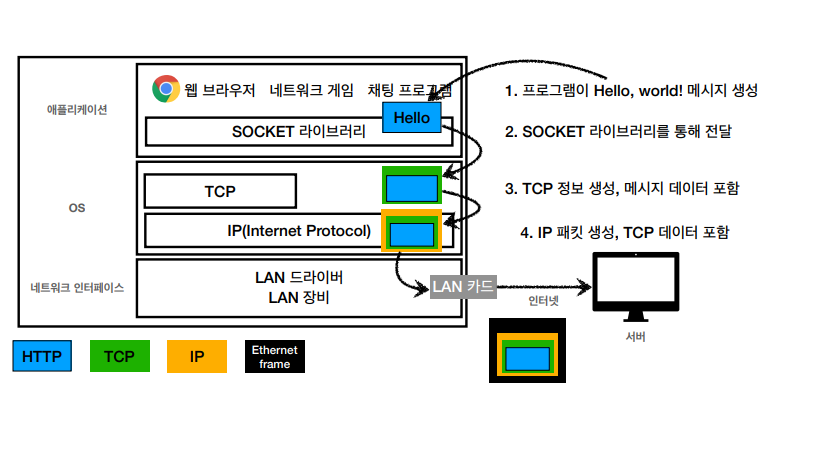 웹 브라우저 네트워크 게임 채팅 프로그램
애플리케이션
Hello
SOCKET 라이브러리
1. 프로그램이 Hello, world! 메시지 생성
2. SOCKET 라이브러리를 통해 전달
OS
TCP
IP(Internet Protocol)
3. TCP 정보 생성, 메시지 데이터 포함
4. IP 패킷 생성, TCP 데이터 포함
네트워크 인터페이스
LAN 드라이버
LAN 장비
LAN 카드
인터넷
서버
HTTP
TCP
IP
Ethernet
frame